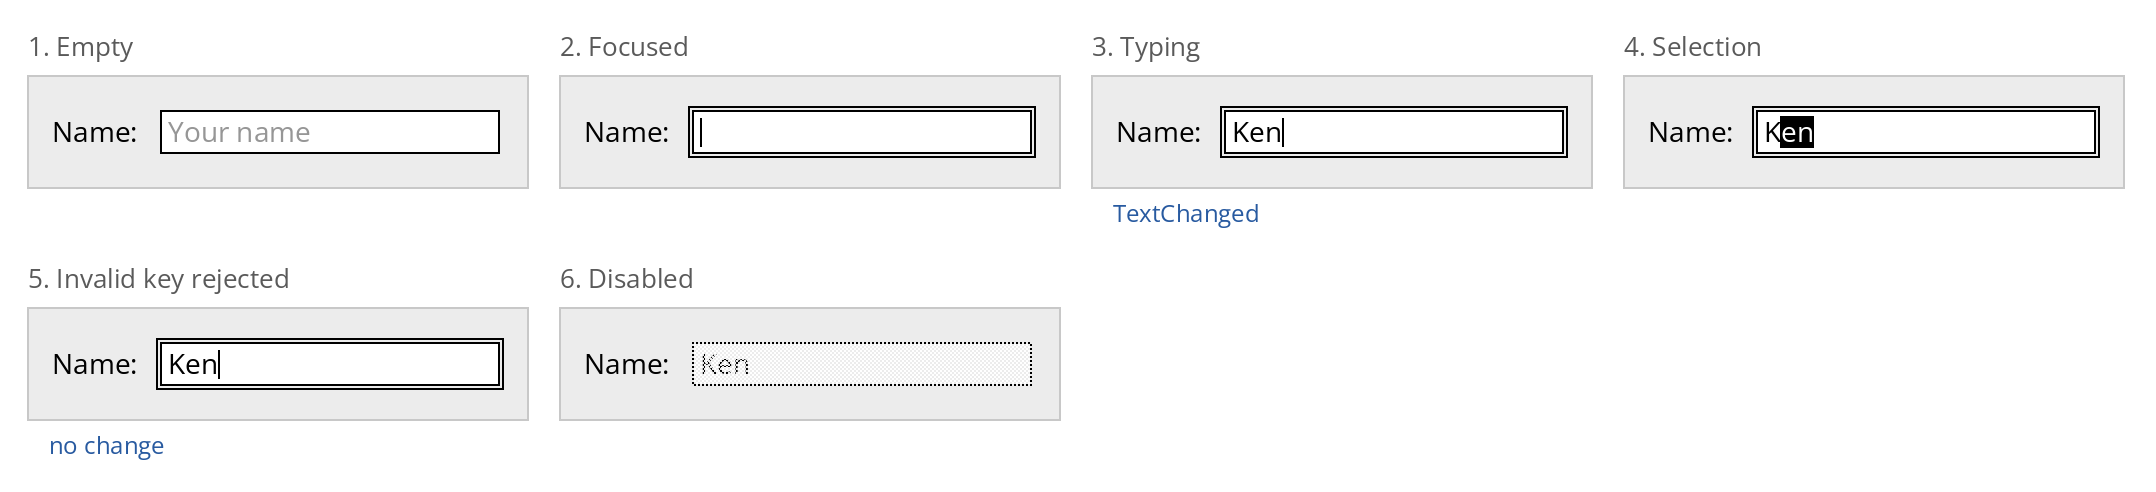 1. Empty
Name: Your name
2. Focused
Name:
3. Typing
Name: Ken
TextChanged
4. Selection
Name: Ken
5. Invalid key rejected
Name: Ken
no change
6. Disabled
Name: Ken